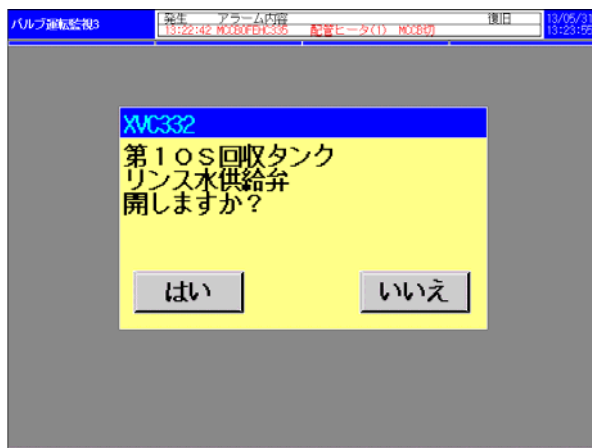 バルブ運転監視3
発生 アラーム内容 復旧
13:22:42 MCCBOFEHC335 配管ヒータ(1) MCCB切
13/05/31
13:23:55
XVC332
第1OS回収タンク
リンス水供給弁
開しますか?
はい
いいえ